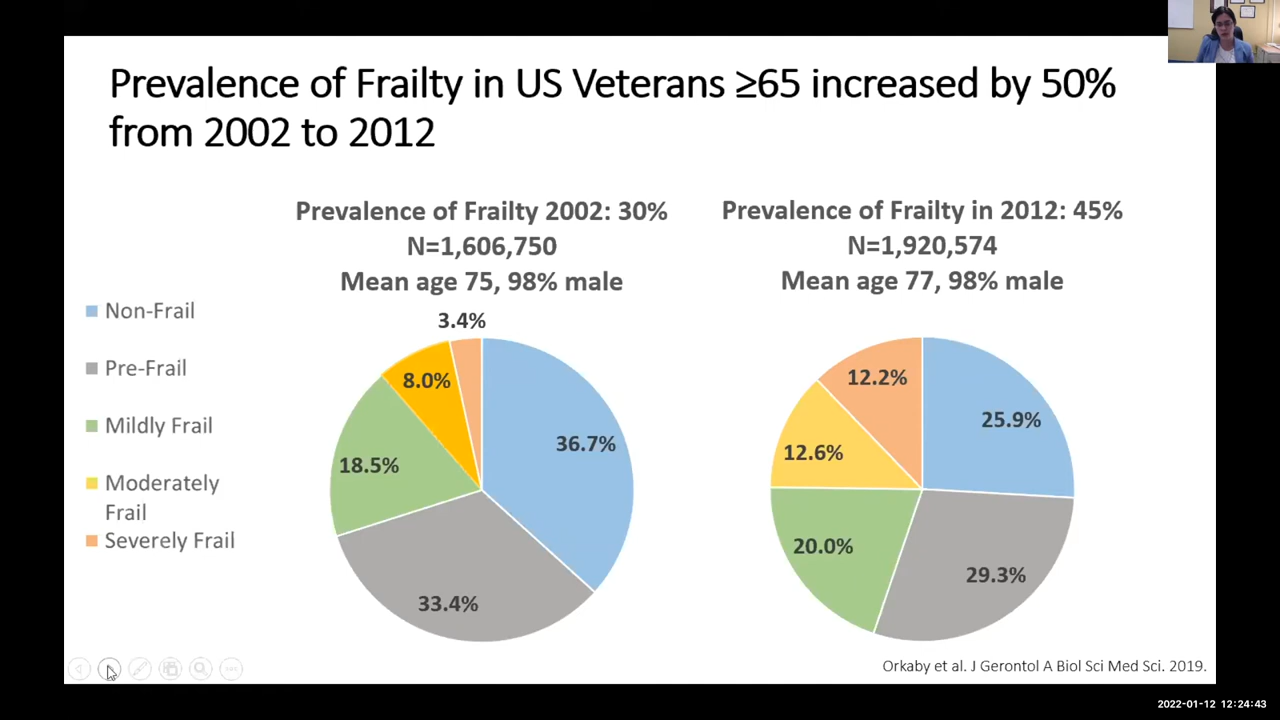 Prevalence of Frailty in US Veterans ≥65 increased by 50%
from 2002 to 2012
Prevalence of Frailty 2002: 30%
N=1,606,750
Mean age 75, 98% male
Prevalence of Frailty in 2012: 45%
N=1,920,574
Mean age 77, 98% male
Non-Frail
Pre-Frail
Mildly Frail
Moderately
Frail
Severely Frail
3.4%
8.0%
36.7%
18.5%
33.4%
12.2%
25.9%
12.6%
20.0%
29.3%
Orkaby et al. J Gerontol A Biol Sci Med Sci. 2019.
2022-01-12 12:24:43